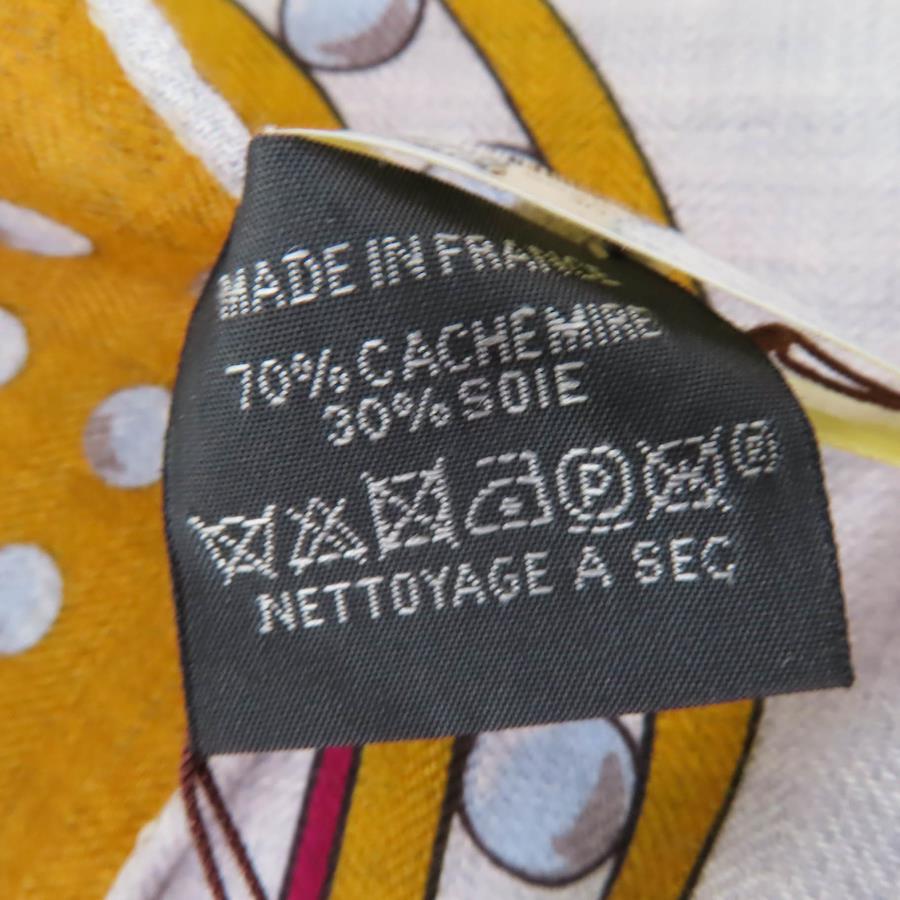 MADE IN FRANCE
70% CACHEMIRE
30% SOIE
P ®
NETTOYAGE A SEC